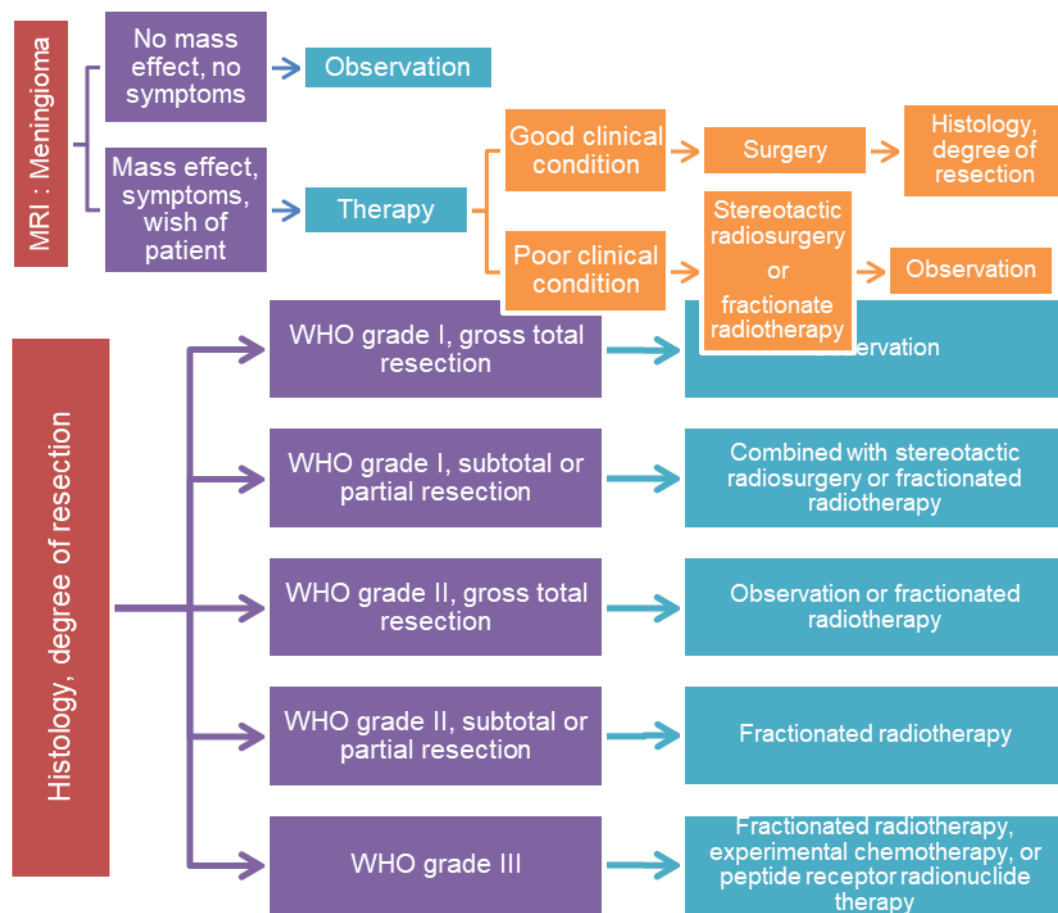 MRI : Meningioma
No mass
effect, no
symptoms
Observation
Mass effect,
symptoms,
wish of
patient
Therapy
Good clinical
condition
Surgery
Histology,
degree of
resection
Poor clinical
condition
Stereotactic
radiosurgery
or
fractionate
radiotherapy
Observation
Histology, degree of resection
WHO grade I, gross total
resection
WHO grade I, subtotal or
partial resection
Combined with stereotactic
radiosurgery or fractionated
radiotherapy
WHO grade II, gross total
resection
Observation or fractionated
radiotherapy
WHO grade II, subtotal or
partial resection
Fractionated radiotherapy
WHO grade III
Fractionated radiotherapy,
experimental chemotherapy, or
peptide receptor radionuclide
therapy